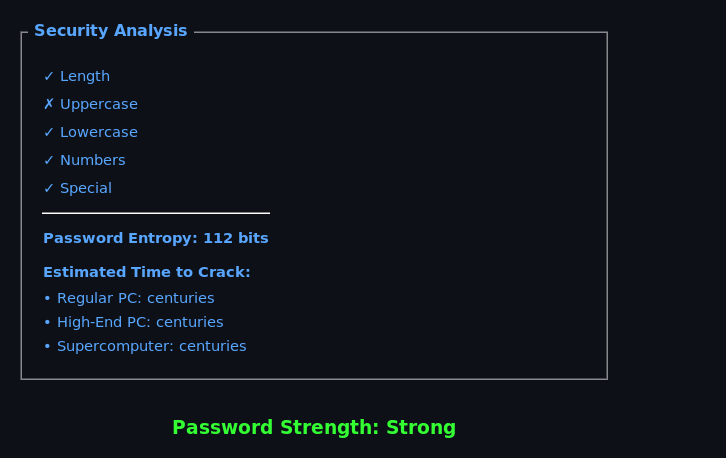 Security Analysis
✓ Length
✗ Uppercase
✓ Lowercase
✓ Numbers
✓ Special
Password Entropy: 112 bits
Estimated Time to Crack:
• Regular PC: centuries
• High-End PC: centuries
• Supercomputer: centuries
Password Strength: Strong